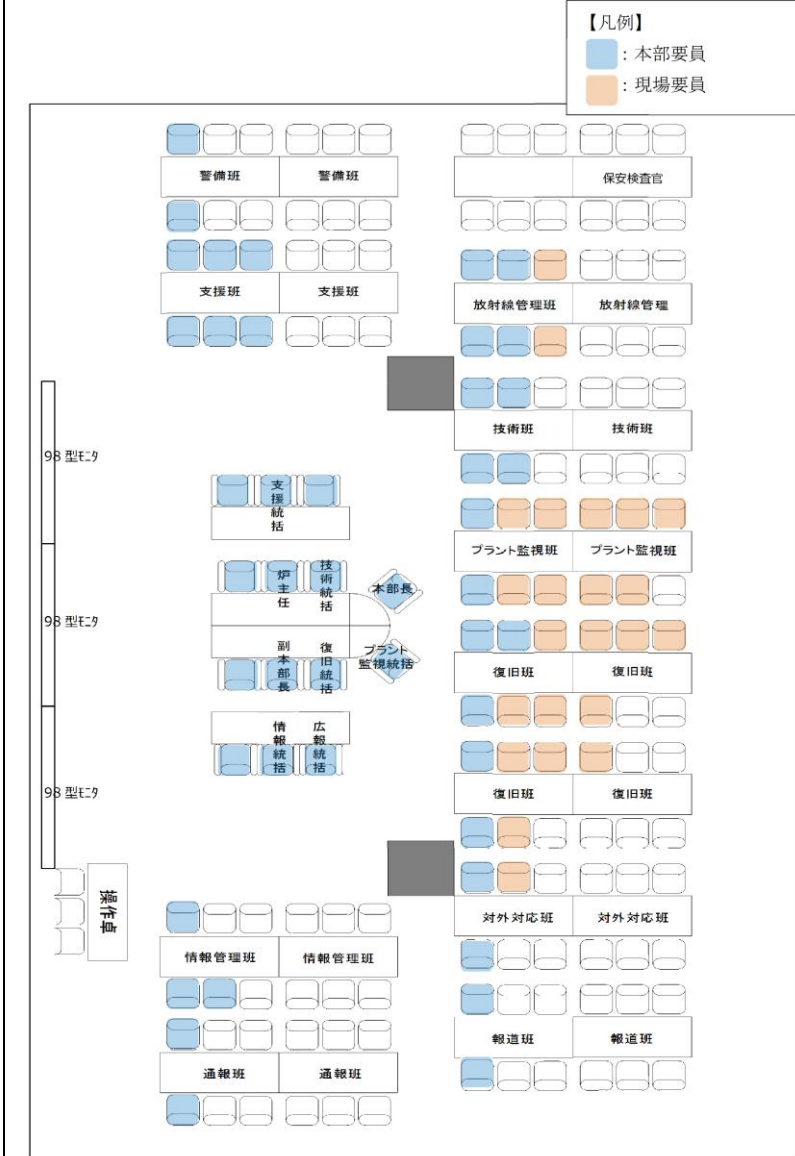 【凡例】
：本部要員
：現場要員
警備班
警備班
保安検査官
支援班
支援班
放射線管理班
放射線管理
技術班
技術班
98型ﾓﾆﾀ
支援統括
プラント監視班
プラント監視班
炉主任
技術統括
本部長
98型ﾓﾆﾀ
副本部長
復旧統括
プラント
監視統括
復旧班
復旧班
情報統括
広報統括
98型ﾓﾆﾀ
復旧班
復旧班
操作卓
対外対応班
対外対応班
情報管理班
情報管理班
報道班
報道班
通報班
通報班